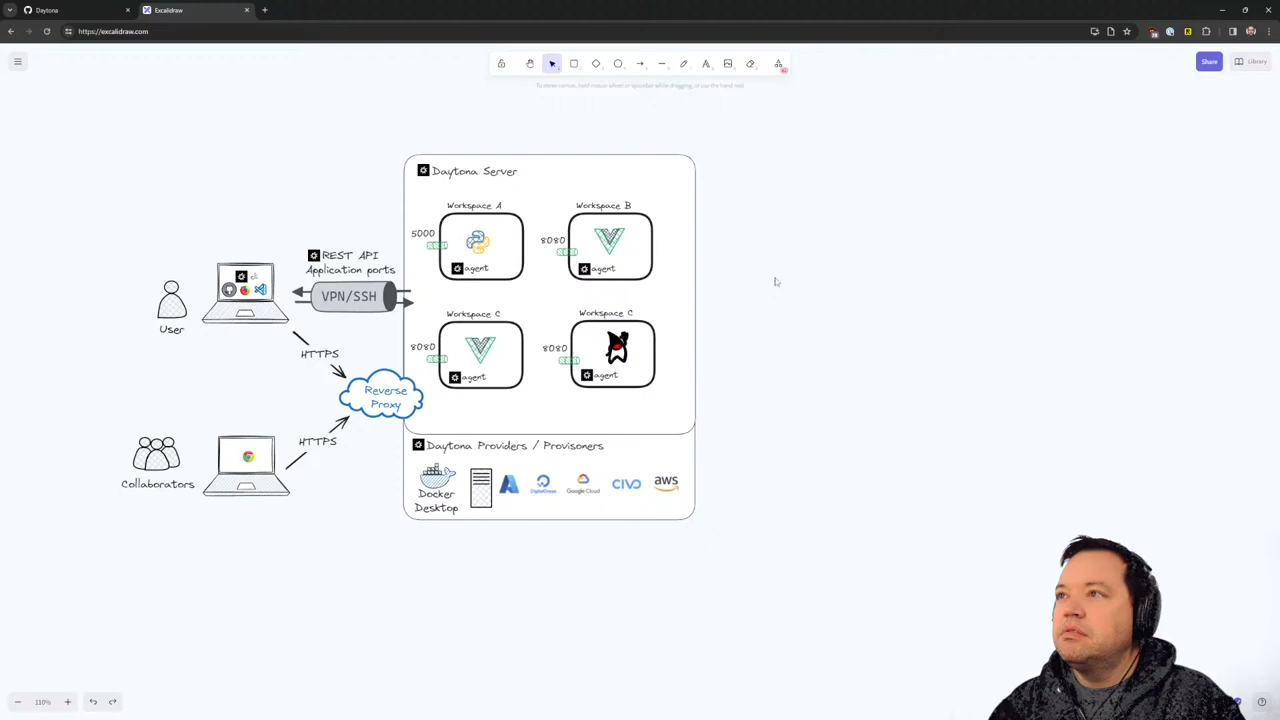 Daytona
Excalidraw
https://excalidraw.com
Share
Library
To move canvas, hold mouse wheel or spacebar while dragging, or use the hand tool
Daytona Server
Workspace A
Workspace B
5000
8080
agent
agent
REST API
Application ports
cli
VPN/SSH
User
Workspace C
Workspace C
8080
8080
agent
agent
HTTPS
Reverse
Proxy
HTTPS
Collaborators
Daytona Providers / Provisoners
Docker
Desktop
DigitalOcean
Google Cloud
CIVO
aws
110%